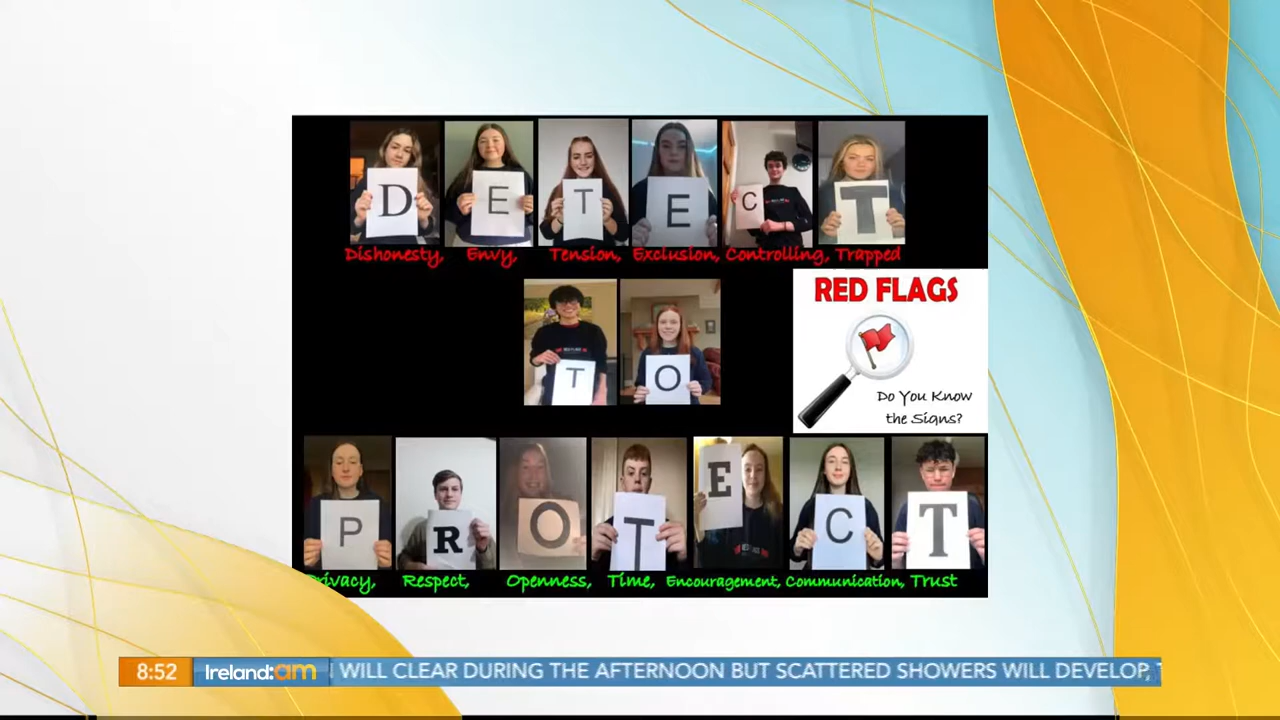 D E T E C T
Dishonesty, Envy, Tension, Exclusion, Controlling, Trapped
T O
RED FLAGS
Do You Know
the Signs?
P R O T E C T
Privacy, Respect, Openness, Time, Encouragement, Communication, Trust
8:52 Ireland:am WILL CLEAR DURING THE AFTERNOON BUT SCATTERED SHOWERS WILL DEVELOP,